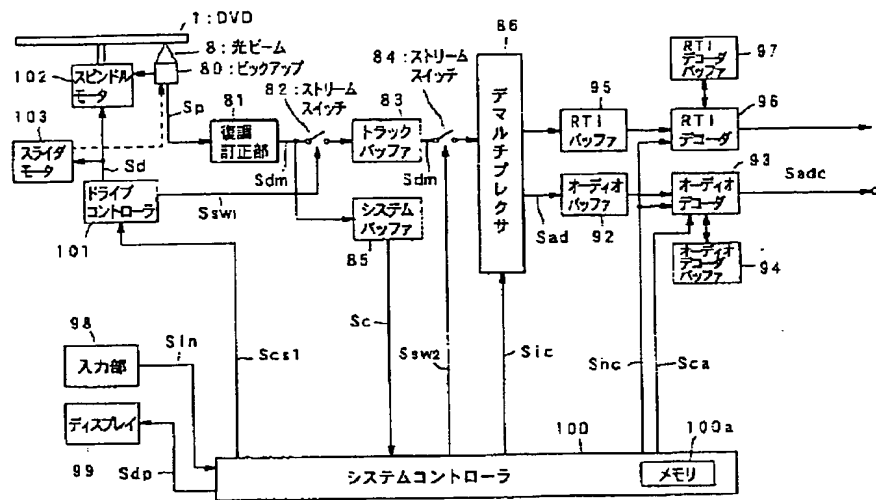 1:DVD
8:光ビーム
80:ピックアップ
102
スピンドル
モータ
103
スライダ
モータ
Sp
81
復調
訂正部
82:ストリーム
スイッチ
Sdm
83
トラック
バッファ
84:ストリーム
スイッチ
Sdm
86
デマルチプレクサ
95
RTI
バッファ
RTI
デコーダ
バッファ
97
96
RTI
デコーダ
Sd
ドライブ
コントローラ
101
Ssw1
システム
バッファ
85
Sad
オーディオ
バッファ
92
93
オーディオ
デコーダ
Sadc
オーディオ
デコーダ
バッファ
94
98
入力部
Sin
ディスプレイ
99
Sdp
Scs1
Sc
Ssw2
Sic
Snc
Sca
100
システムコントローラ
100a
メモリ